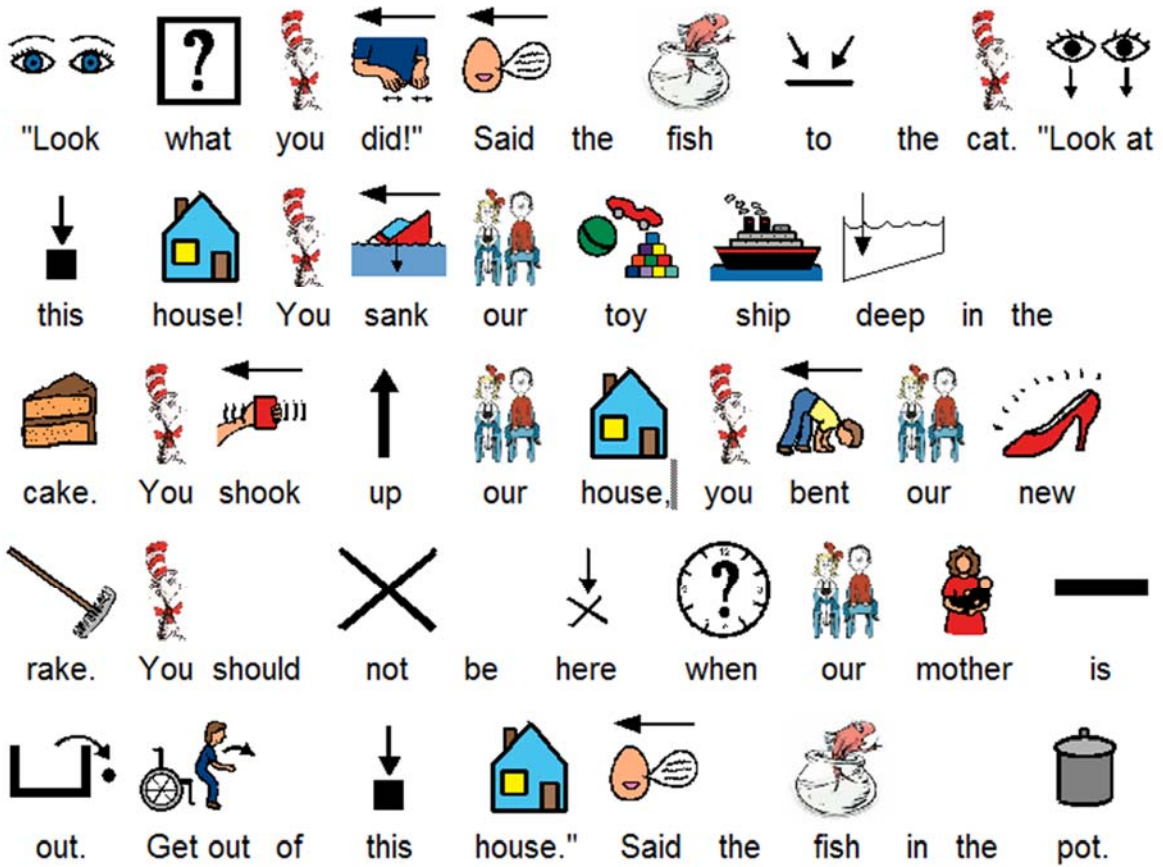 "Look what you did!" Said the fish to the cat. "Look at
this house! You sank our toy ship deep in the
cake. You shook up our house, you bent our new
rake. You should not be here when our mother is
out. Get out of this house." Said the fish in the pot.